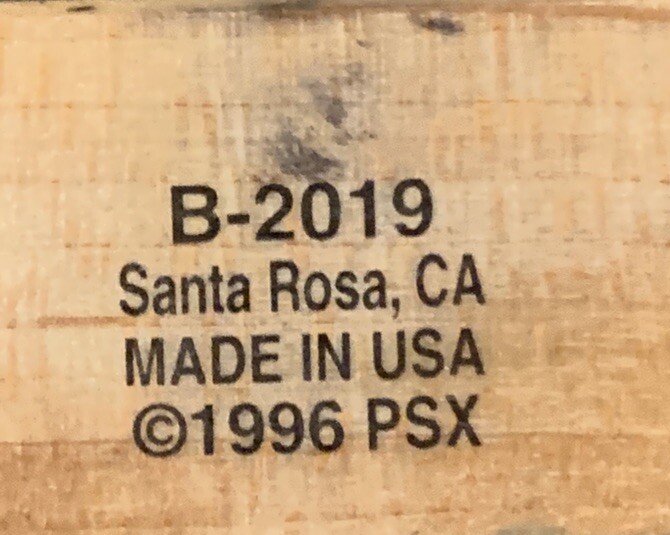 B-2019
Santa Rosa, CA
MADE IN USA
©1996 PSX